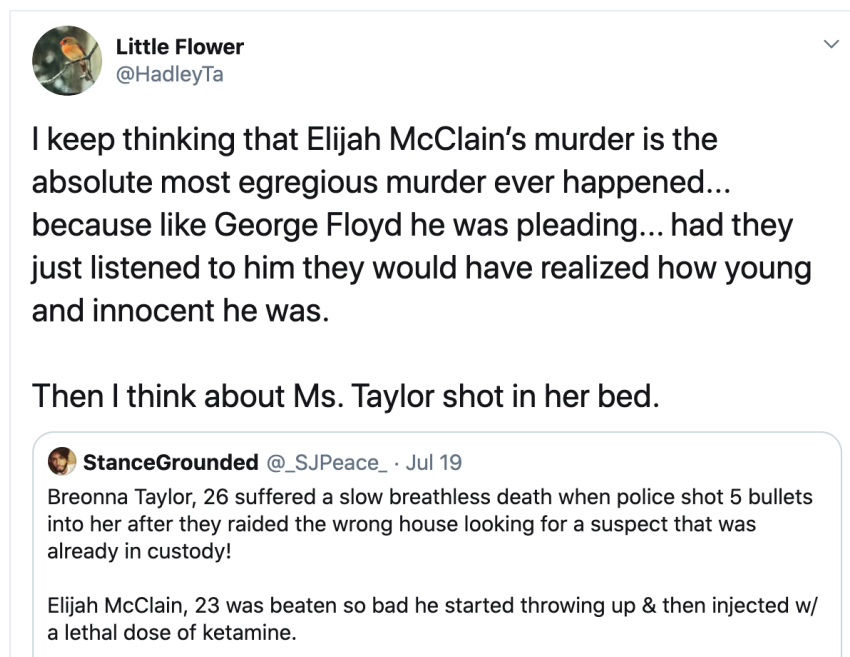 Little Flower
@HadleyTa
I keep thinking that Elijah McClain’s murder is the
absolute most egregious murder ever happened...
because like George Floyd he was pleading... had they
just listened to him they would have realized how young
and innocent he was.
Then I think about Ms. Taylor shot in her bed.
StanceGrounded @_SJPeace_ · Jul 19
Breonna Taylor, 26 suffered a slow breathless death when police shot 5 bullets
into her after they raided the wrong house looking for a suspect that was
already in custody!
Elijah McClain, 23 was beaten so bad he started throwing up & then injected w/
a lethal dose of ketamine.